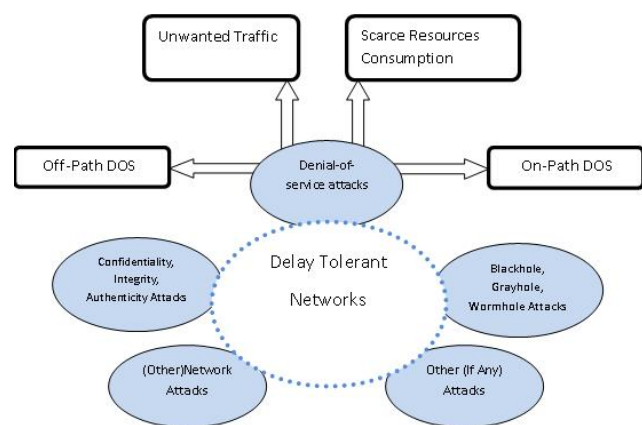 Unwanted Traffic
Scarce Resources
Consumption
Off-Path DOS
Denial-of-
service attacks
On-Path DOS
Confidentiality,
Integrity,
Authenticity Attacks
Delay Tolerant
Networks
Blackhole,
Grayhole,
Wormhole Attacks
(Other)Network
Attacks
Other (If Any)
Attacks